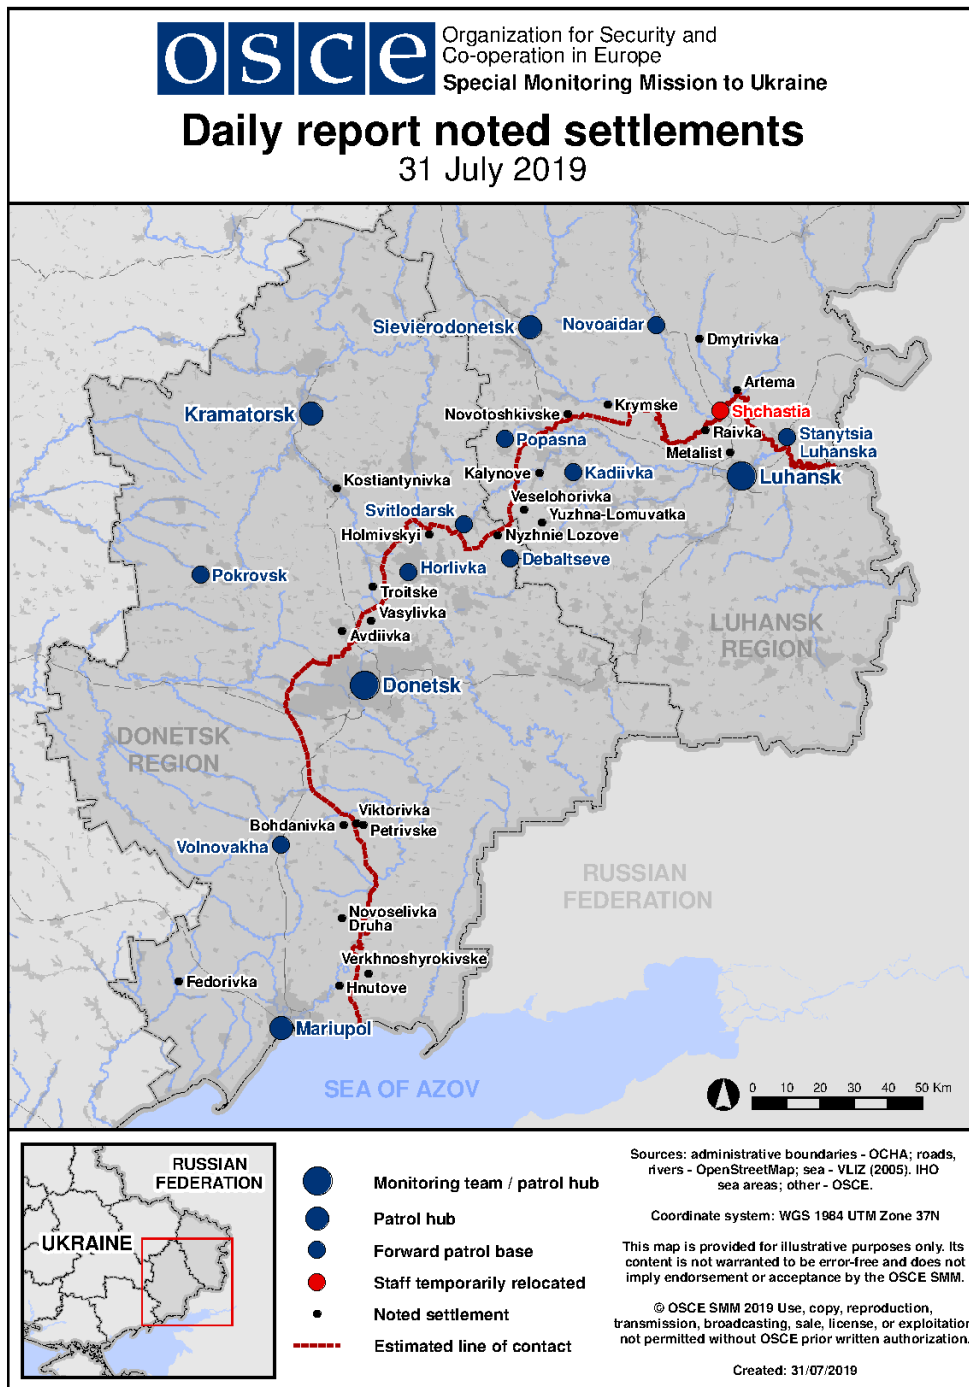 osce
Organization for Security and
Co-operation in Europe
Special Monitoring Mission to Ukraine
Daily report noted settlements
31 July 2019
Sievierodonetsk
Novoaidar
Dmytrivka
Artema
Kramatorsk
Novotoshkivske
Krymske
Shchastia
Raivka
Stanytsia
Luhanska
Popasna
Metalist
Kalynove
Kadiivka
Luhansk
Kostiantynivka
Veselohorivka
Svitlodarsk
Yuzhna-Lomuvatka
Holmivskyi
Nyzhnie Lozove
Debaltseve
Horlivka
Pokrovsk
Troitske
Vasylivka
Avdiivka
LUHANSK
REGION
Donetsk
DONETSK
REGION
Viktorivka
Bohdanivka
Petrivske
Volnovakha
RUSSIAN
FEDERATION
Novoselivka
Druha
Verkhnoshyrokivske
Fedorivka
Hnutove
Mariupol
SEA OF AZOV
0 10 20 30 40 50 Km
RUSSIAN
FEDERATION
UKRAINE
Monitoring team / patrol hub
Patrol hub
Forward patrol base
Staff temporarily relocated
Noted settlement
Estimated line of contact
Sources: administrative boundaries - OCHA; roads,
rivers - OpenStreetMap; sea - VLIZ (2005). IHO
sea areas; other - OSCE.
Coordinate system: WGS 1984 UTM Zone 37N
This map is provided for illustrative purposes only. Its
content is not warranted to be error-free and does not
imply endorsement or acceptance by the OSCE SMM.
© OSCE SMM 2019 Use, copy, reproduction,
transmission, broadcasting, sale, license, or exploitation
not permitted without OSCE prior written authorization.
Created: 31/07/2019